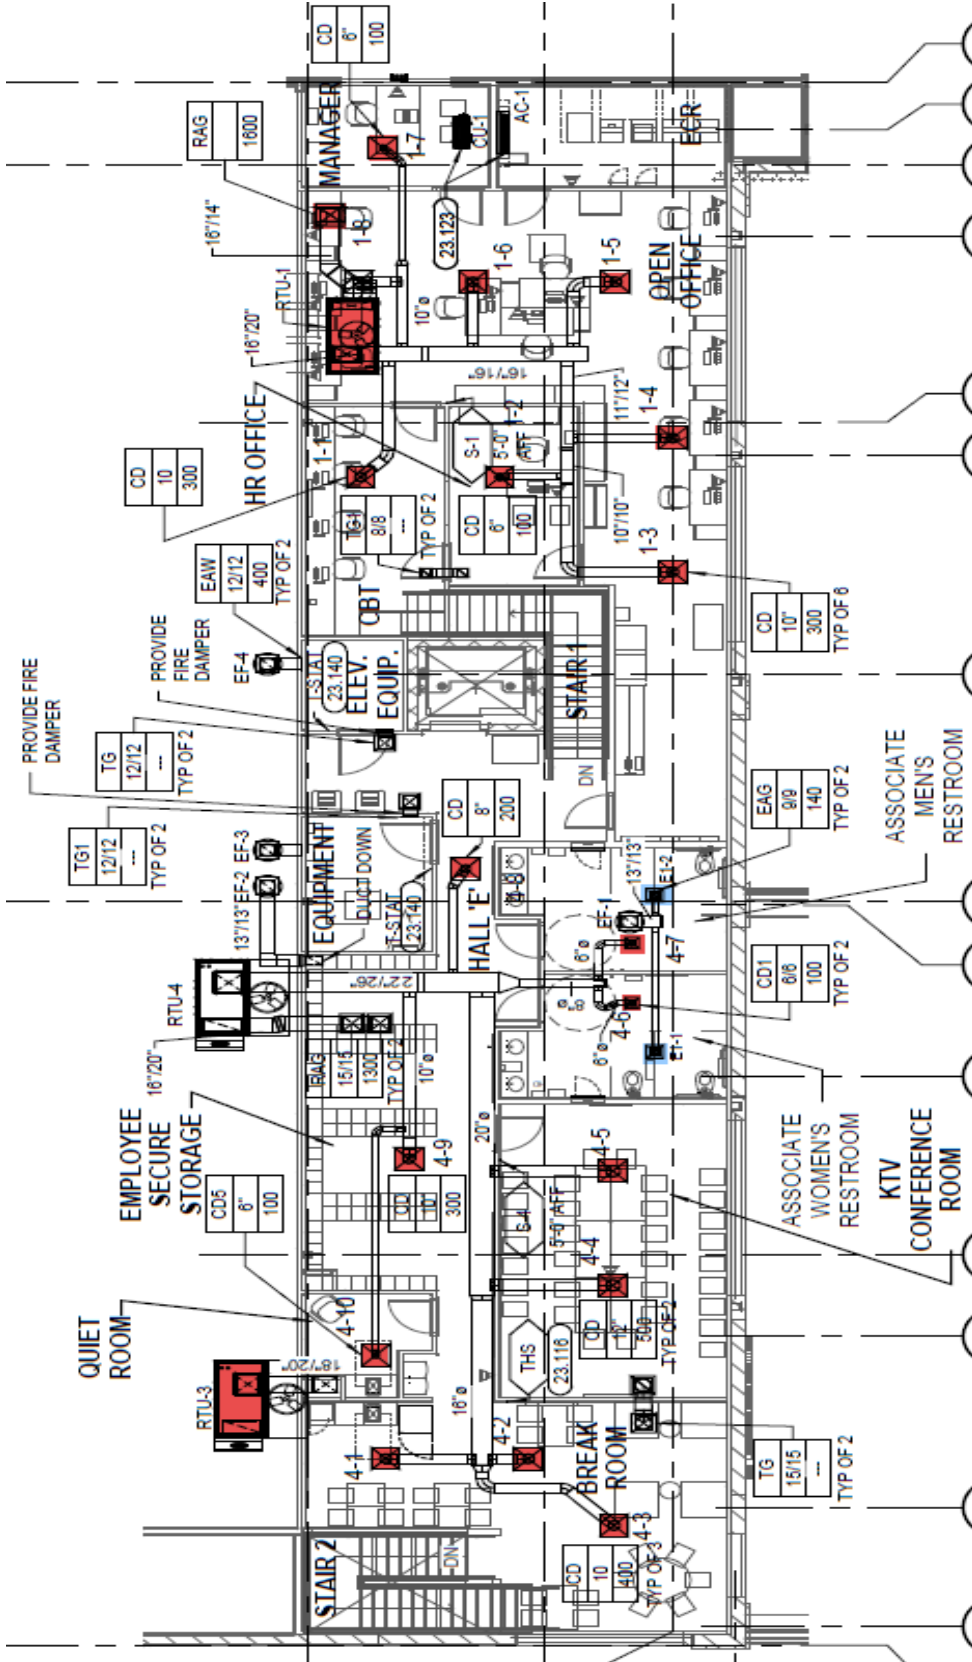 CD
6"
100
RAG
1600
MANAGER
1-7
CU-1
AC-1
ECR
16"/14"
1-8
23.123
RTU-1
16"/20"
10"ø
1-6
1-5
OPEN
OFFICE
16"/16"
11"/12"
1-4
HR OFFICE
1-1
1-2
S-1
5'-0"
AFF
CD
10
300
TG1
8/8
---
TYP OF 2
CD
6"
100
10"/10"
1-3
CD
10"
300
TYP OF 6
EAW
12/12
400
TYP OF 2
CBT
EF-4
T-STAT
23.140
ELEV.
EQUIP.
STAIR 1
DN
PROVIDE
FIRE
DAMPER
PROVIDE FIRE
DAMPER
TG
12/12
---
TYP OF 2
TG1
12/12
---
TYP OF 2
CD
8"
200
EAG
9/9
140
TYP OF 2
ASSOCIATE
MEN'S
RESTROOM
EF-3
EF-2
13"/13"
EQUIPMENT
DUCT DOWN
T-STAT
23.140
HALL 'E'
4-8
13"/13"
E1-2
EF-1
6"ø
4-7
CD1
6/6
100
TYP OF 2
RTU-4
22"/26"
8"ø
4-6
6"ø
E1-1
16"/20"
RAG
15/15
1300
TYP OF 2
10"ø
EMPLOYEE
SECURE
STORAGE
CD5
6"
100
4-9
CD
10"
300
20"ø
4-5
S-4
5'-0" AFF
4-4
ASSOCIATE
WOMEN'S
RESTROOM
KTV
CONFERENCE
ROOM
QUIET
ROOM
4-10
THS
23.116
CD
12"
500
TYP OF 2
RTU-3
18"/20"
16"ø
4-1
4-2
BREAK
ROOM
TG
15/15
---
TYP OF 2
4-3
STAIR 2
DN
CD
10
400
TYP OF 3